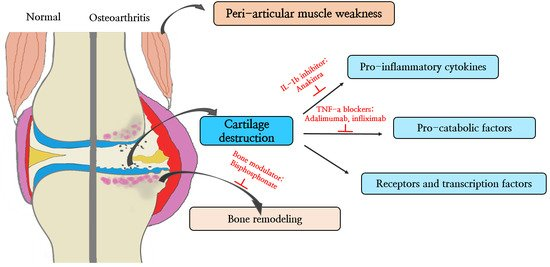 Normal
Osteoarthritis
Peri-articular muscle weakness
IL-1b inhibitor:
Anakinra
Pro-inflammatory cytokines
TNF-a blockers:
Adalimumab, infliximab
Cartilage
destruction
Pro-catabolic factors
Bone modulator:
Bisphosphonate
Receptors and transcription factors
Bone remodeling